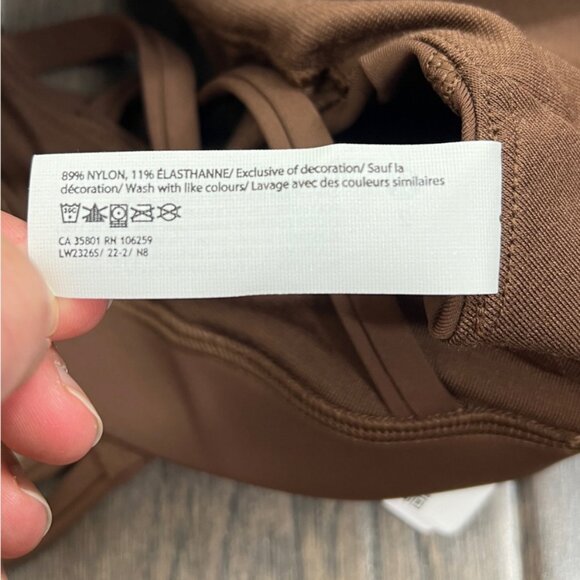 89% NYLON, 11% ÉLASTHANNE/ Exclusive of decoration/ Sauf la
décoration/ Wash with like colours/ Lavage avec des couleurs similaires
30C
CA 35801 RN 106259
LW2326S/ 22-2/ N8